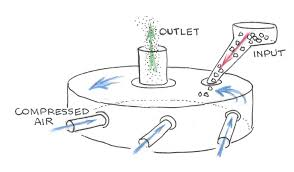 OUTLET
INPUT
COMPRESSED
AIR